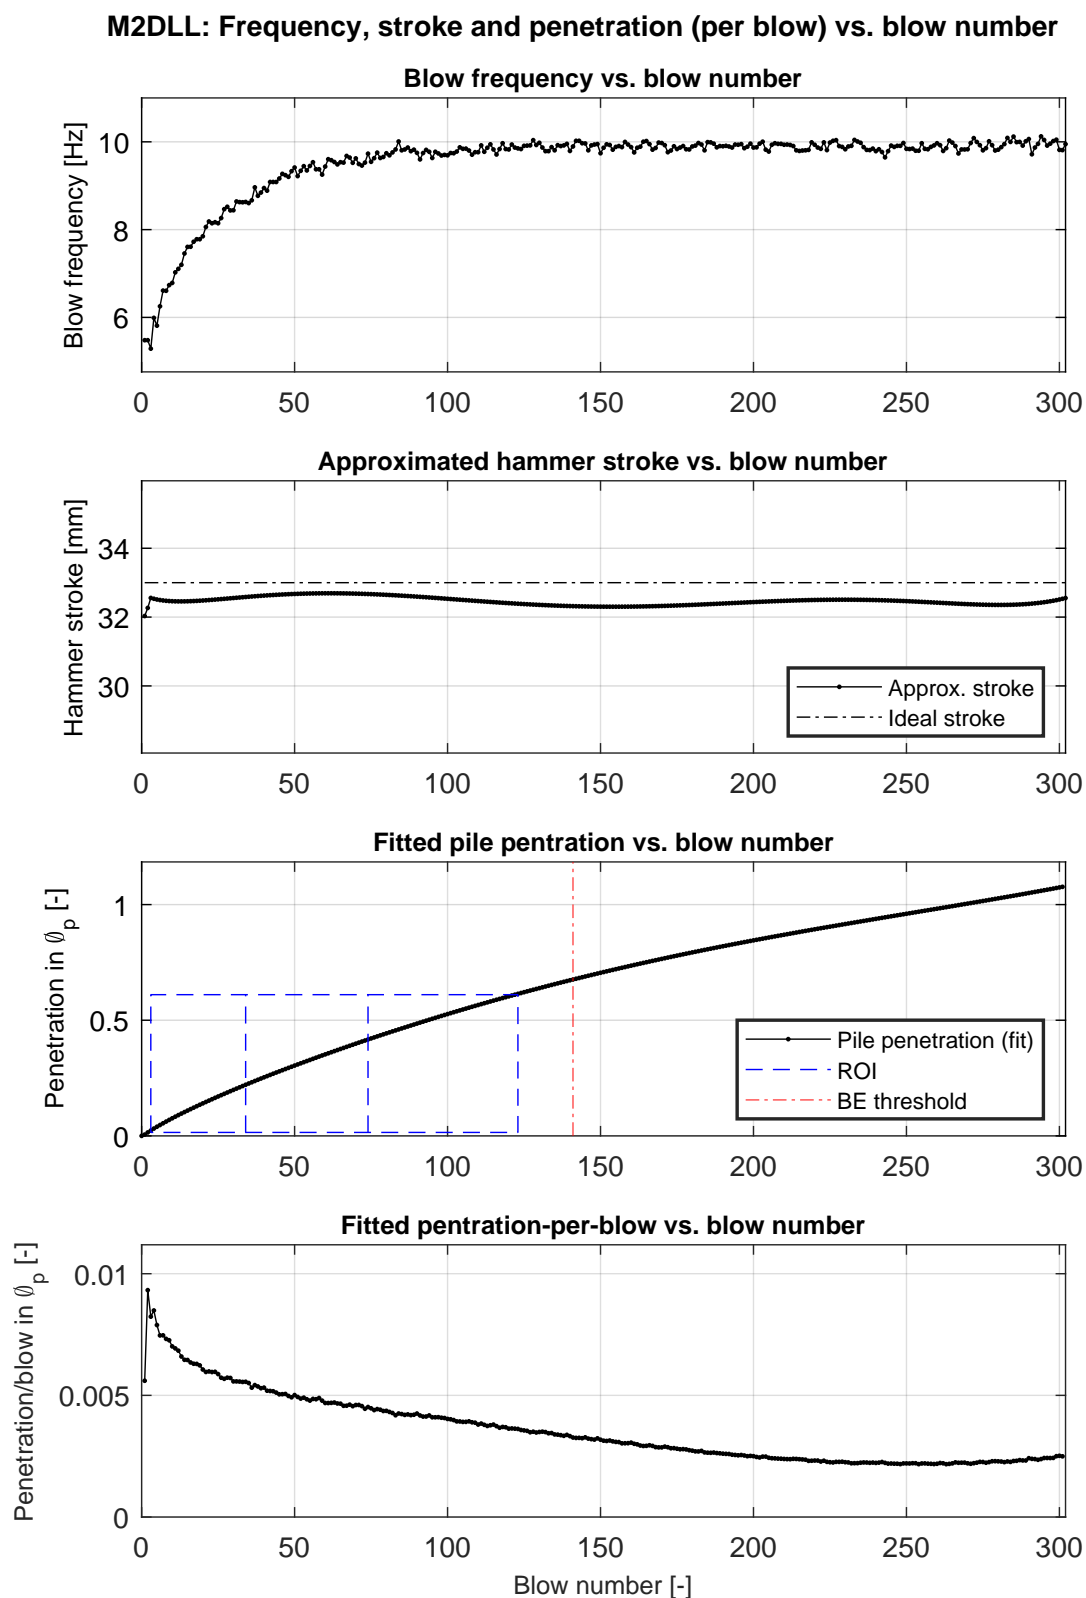 M2DLL: Frequency, stroke and penetration (per blow) vs. blow number
Blow frequency vs. blow number
Blow frequency [Hz]
10
8
6
0 50 100 150 200 250 300
Approximated hammer stroke vs. blow number
Hammer stroke [mm]
34
32
30
Approx. stroke
Ideal stroke
0 50 100 150 200 250 300
Fitted pile pentration vs. blow number
Penetration in ∅p [-]
1
0.5
0
Pile penetration (fit)
ROI
BE threshold
0 50 100 150 200 250 300
Fitted pentration-per-blow vs. blow number
Penetration/blow in ∅p [-]
0.01
0.005
0
0 50 100 150 200 250 300
Blow number [-]